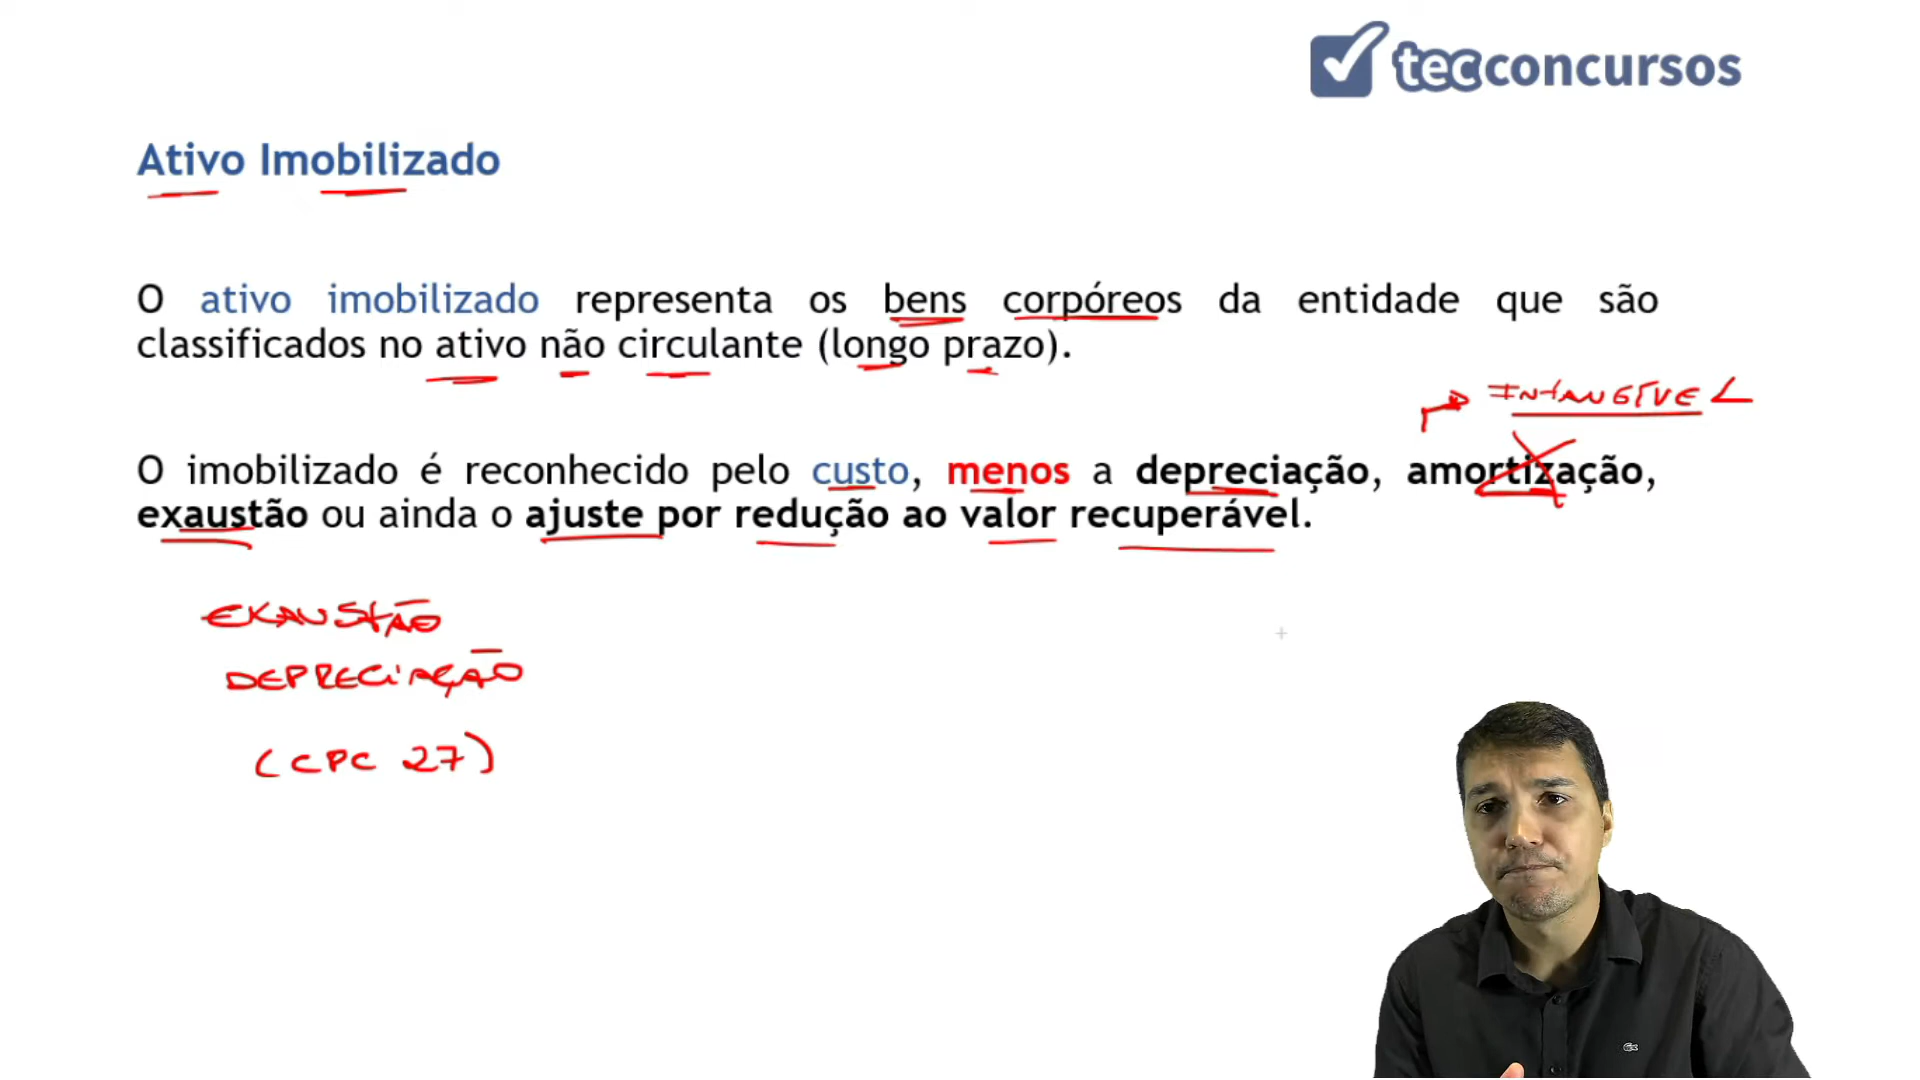 tecconcursos
Ativo Imobilizado
O ativo imobilizado representa os bens corpóreos da entidade que são
classificados no ativo não circulante (longo prazo).
INTANGÍVEL
O imobilizado é reconhecido pelo custo, menos a depreciação, amortização,
exaustão ou ainda o ajuste por redução ao valor recuperável.
EXAUSTÃO
DEPRECIAÇÃO
(CPC 27)